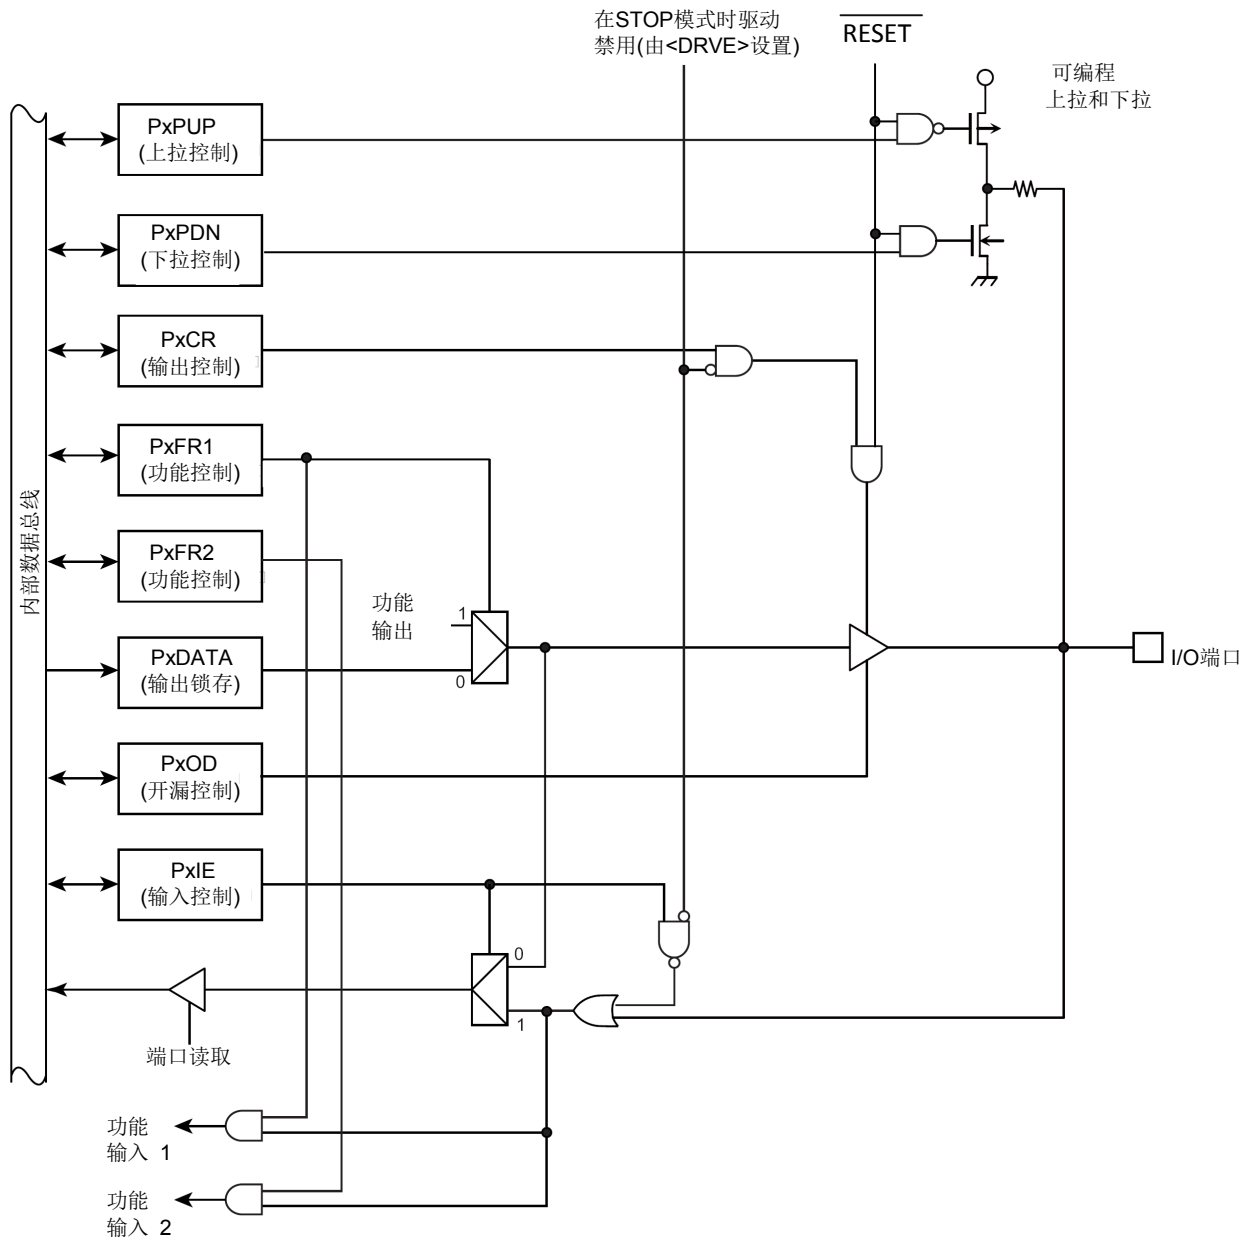 在STOP模式时驱动
禁用(由<DRVE>设置)
RESET
可编程
上拉和下拉
PxPUP
(上拉控制)
PxPDN
(下拉控制)
PxCR
(输出控制)
PxFR1
(功能控制)
内部数据总线
PxFR2
(功能控制)
功能
输出
1
0
PxDATA
(输出锁存)
I/O端口
PxOD
(开漏控制)
PxIE
(输入控制)
0
1
端口读取
功能
输入 1
功能
输入 2